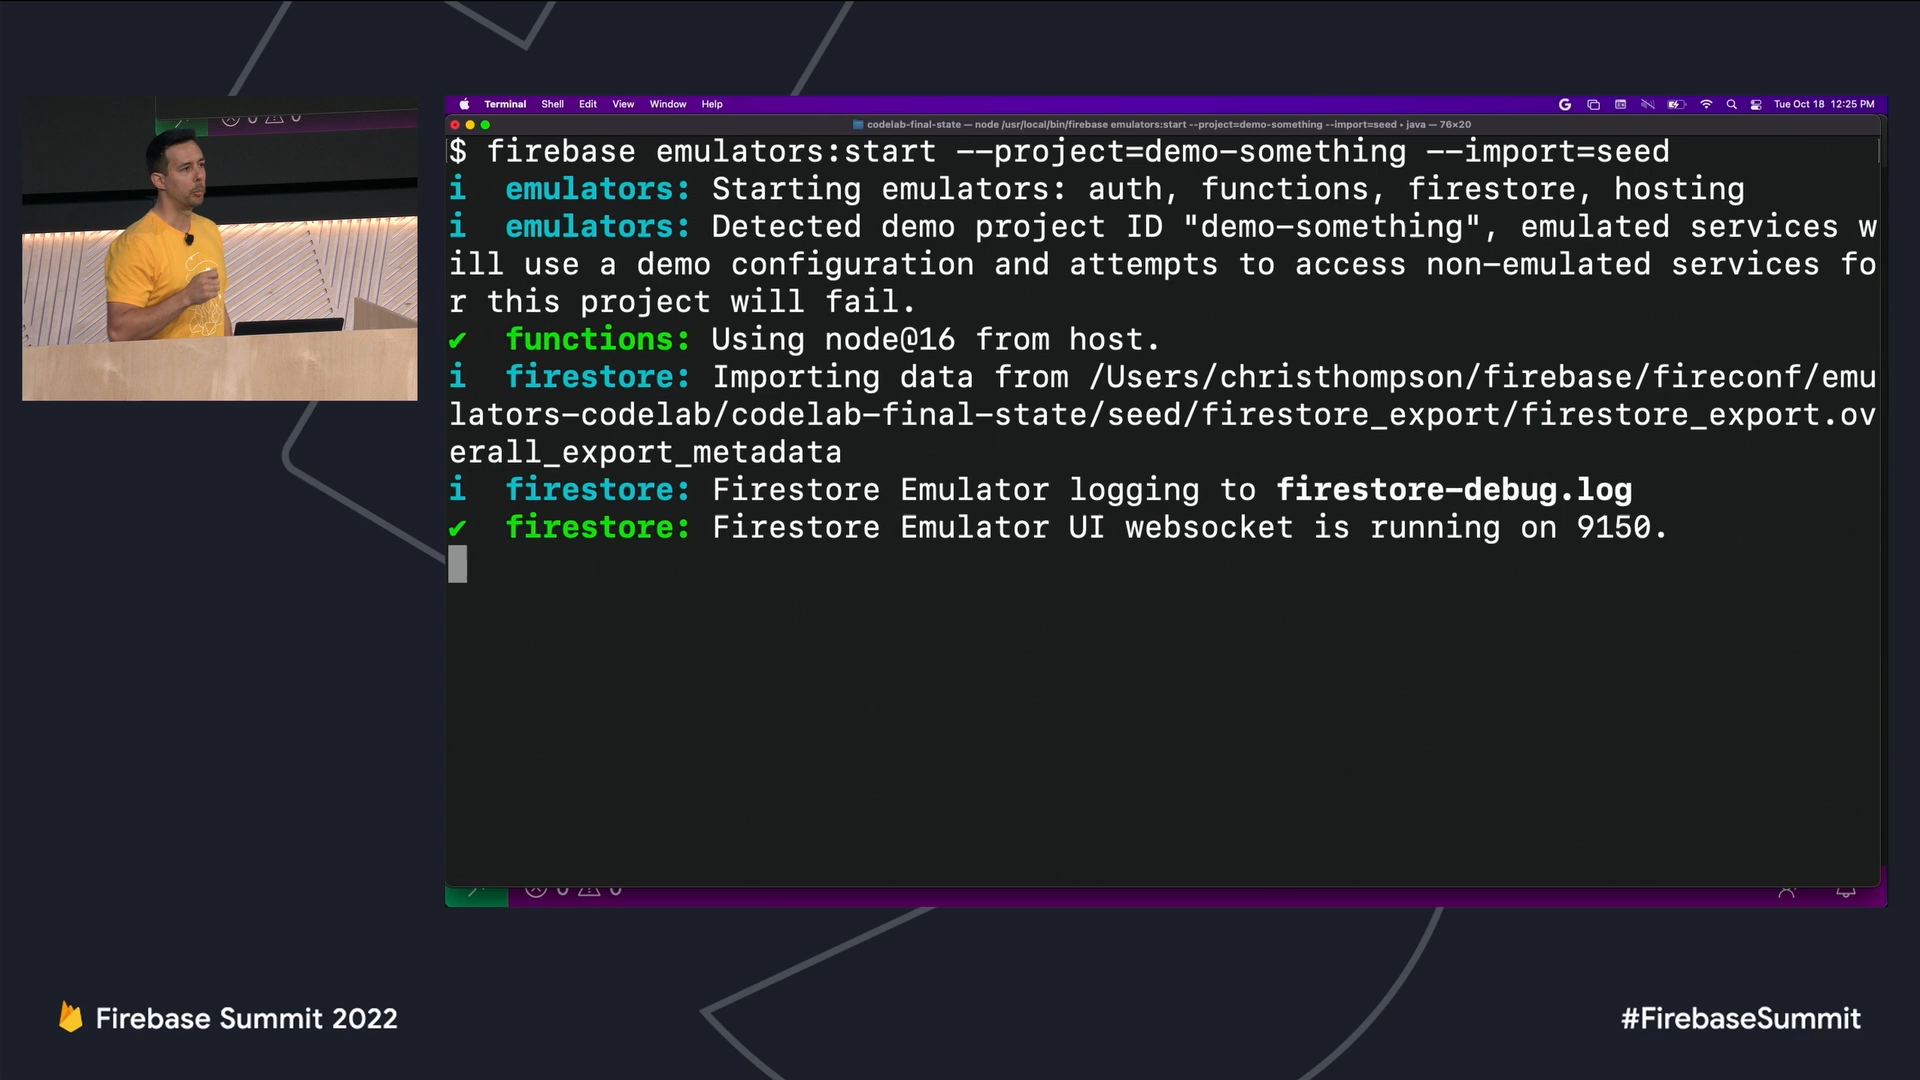 Terminal Shell Edit View Window Help
Tue Oct 18 12:25 PM
codelab-final-state — node /usr/local/bin/firebase emulators:start --project=demo-something --import=seed • java — 76×20
$ firebase emulators:start --project=demo-something --import=seed
i emulators: Starting emulators: auth, functions, firestore, hosting
i emulators: Detected demo project ID "demo-something", emulated services w
ill use a demo configuration and attempts to access non-emulated services fo
r this project will fail.
✔ functions: Using node@16 from host.
i firestore: Importing data from /Users/christhompson/firebase/fireconf/emu
lators-codelab/codelab-final-state/seed/firestore_export/firestore_export.ov
erall_export_metadata
i firestore: Firestore Emulator logging to firestore-debug.log
✔ firestore: Firestore Emulator UI websocket is running on 9150.
Firebase Summit 2022
#FirebaseSummit